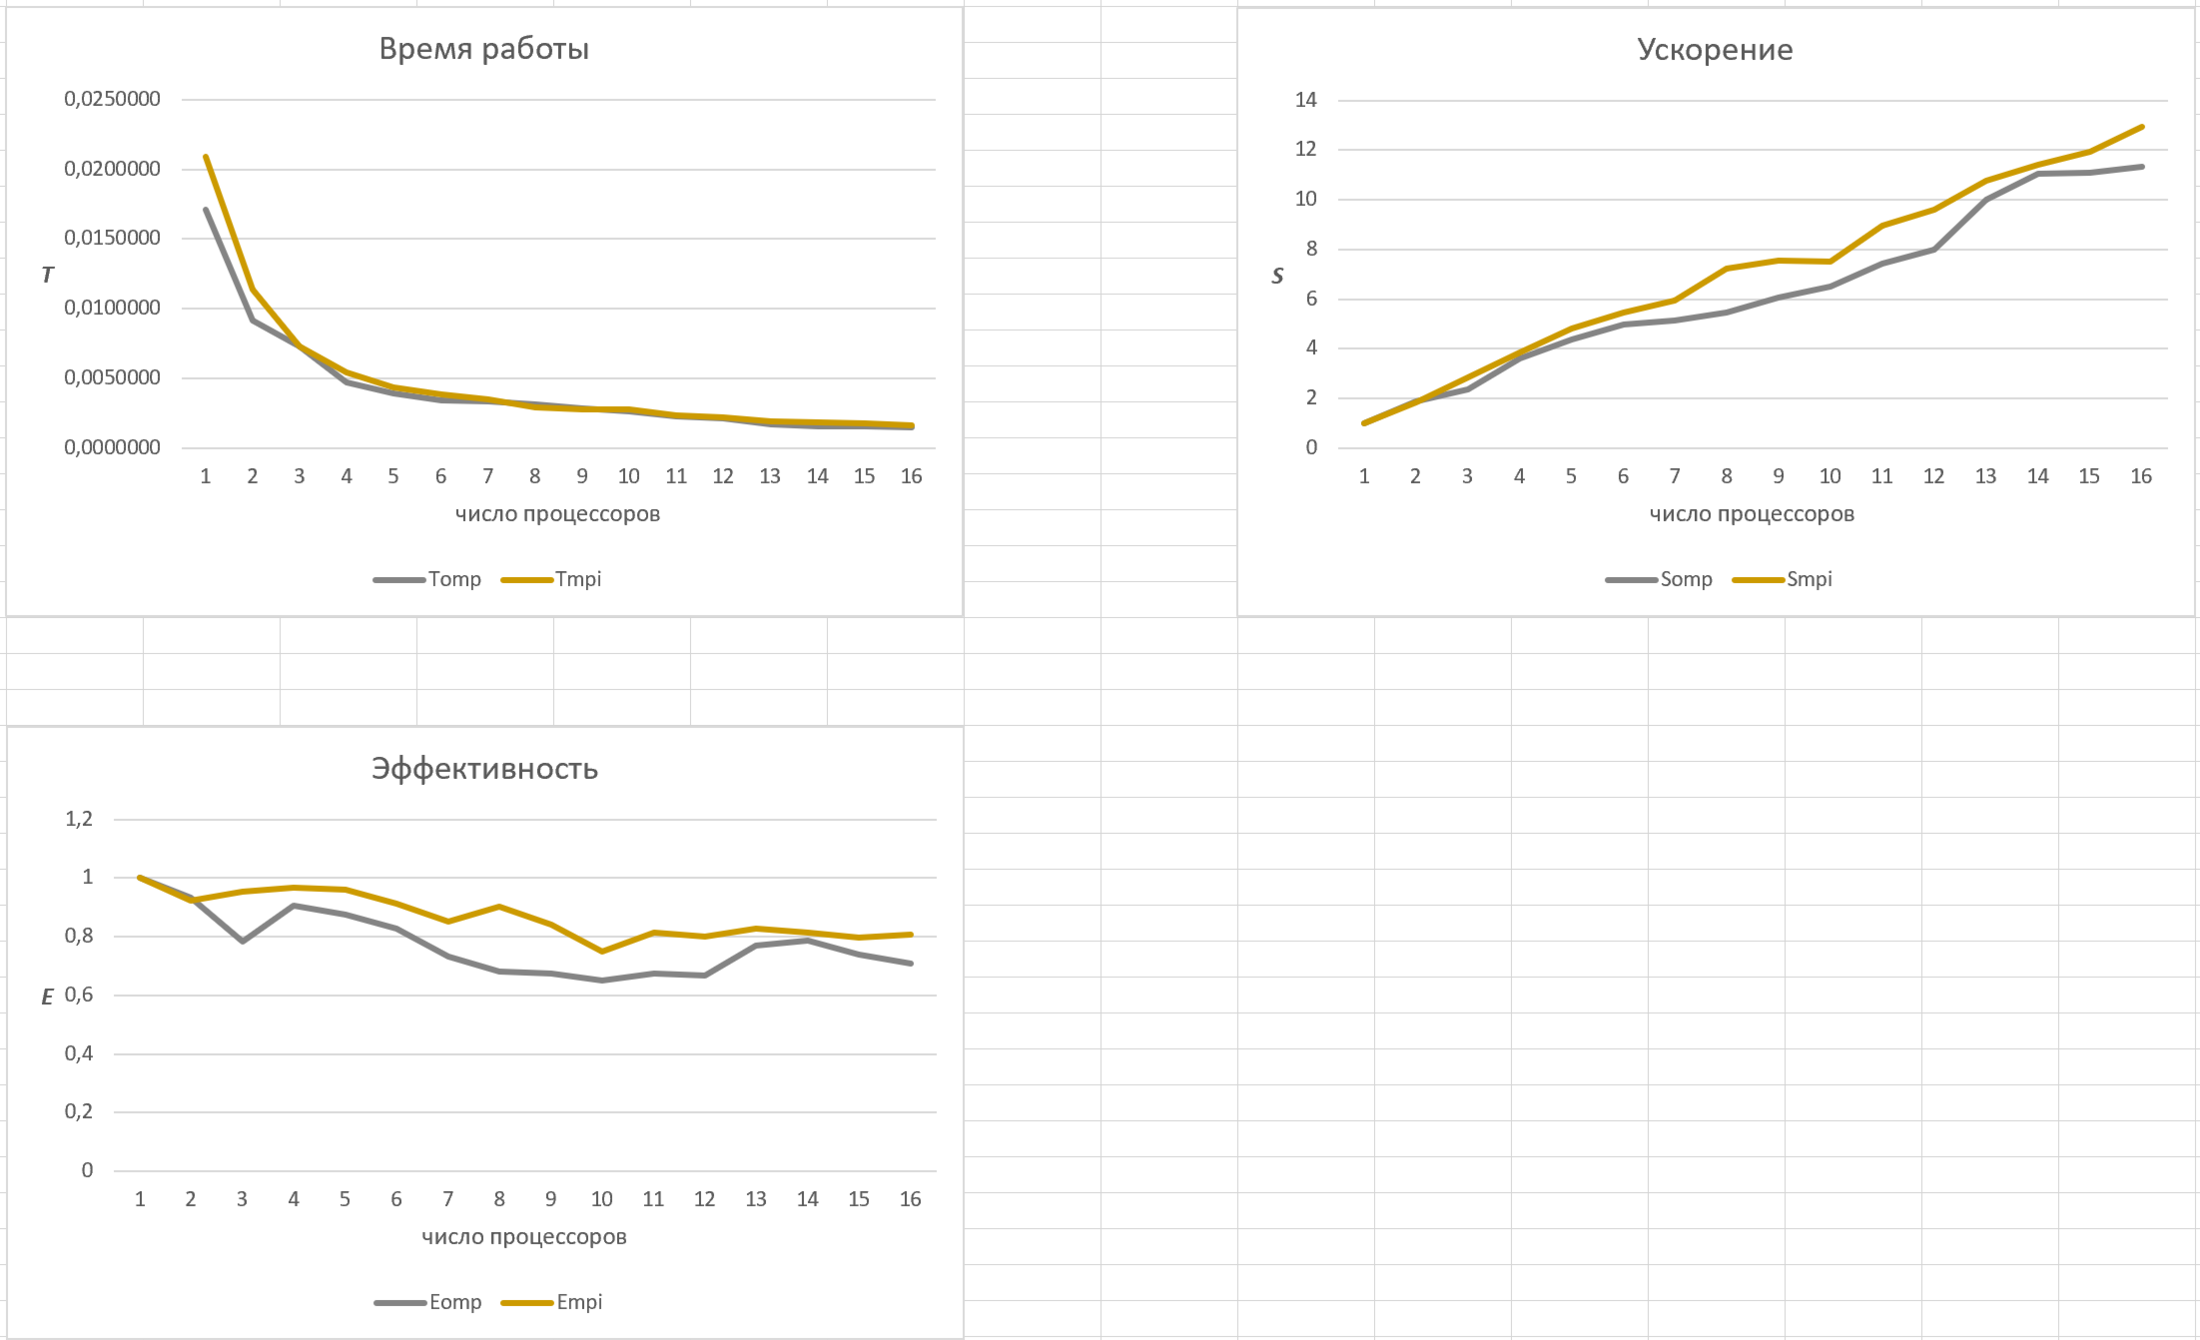 Время работы
0,0250000
0,0200000
0,0150000
T
0,0100000
0,0050000
0,0000000
1 2 3 4 5 6 7 8 9 10 11 12 13 14 15 16
число процессоров
Tomp Tmpi
Ускорение
14
12
10
8
S
6
4
2
0
1 2 3 4 5 6 7 8 9 10 11 12 13 14 15 16
число процессоров
Somp Smpi
Эффективность
1,2
1
0,8
E 0,6
0,4
0,2
0
1 2 3 4 5 6 7 8 9 10 11 12 13 14 15 16
число процессоров
Eomp Empi